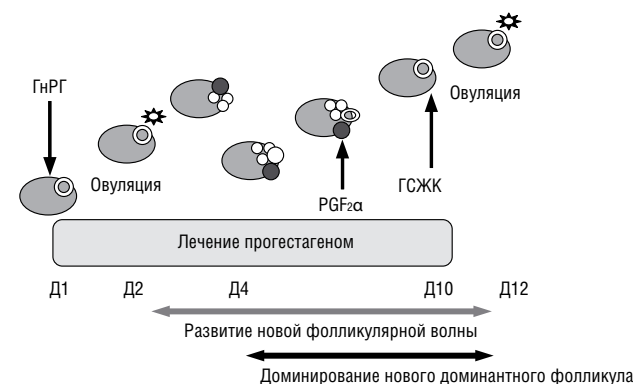 ГнРГ
Овуляция
Овуляция
PGF₂α
ГСЖК
Лечение прогестагеном
Д1 Д2 Д4 Д10 Д12
Развитие новой фолликулярной волны
Доминирование нового доминантного фолликула